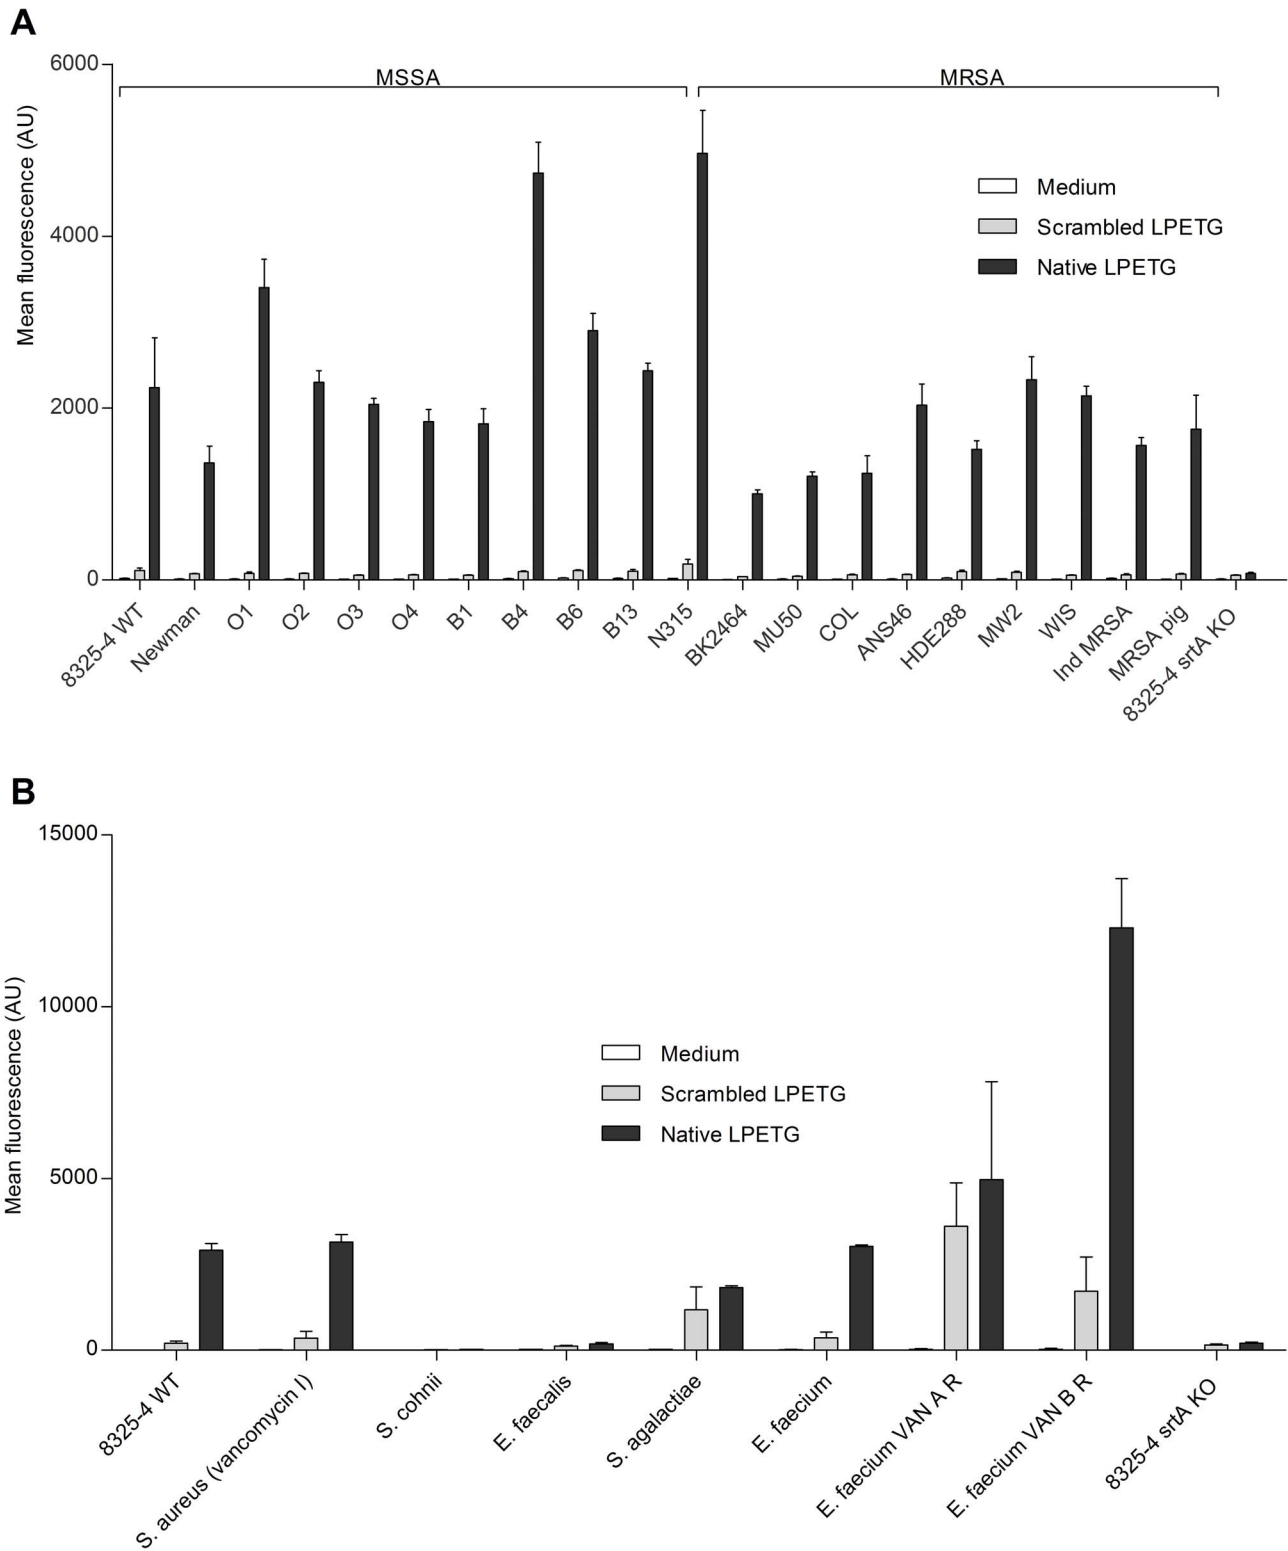 A
6000
4000
2000
0
Mean fluorescence (AU)
MSSA
MRSA
Medium
Scrambled LPETG
Native LPETG
8325-4 WT
Newman
O1
O2
O3
O4
B1
B4
B6
B13
N315
BK2464
MU50
COL
ANS46
HDE288
MW2
WIS
Ind MRSA
MRSA pig
8325-4 srtA KO
B
15000
10000
5000
0
Mean fluorescence (AU)
Medium
Scrambled LPETG
Native LPETG
8325-4 WT
S. aureus (vancomycin I)
S. cohnii
E. faecalis
S. agalactiae
E. faecium
E. faecium VAN A R
E. faecium VAN B R
8325-4 srtA KO